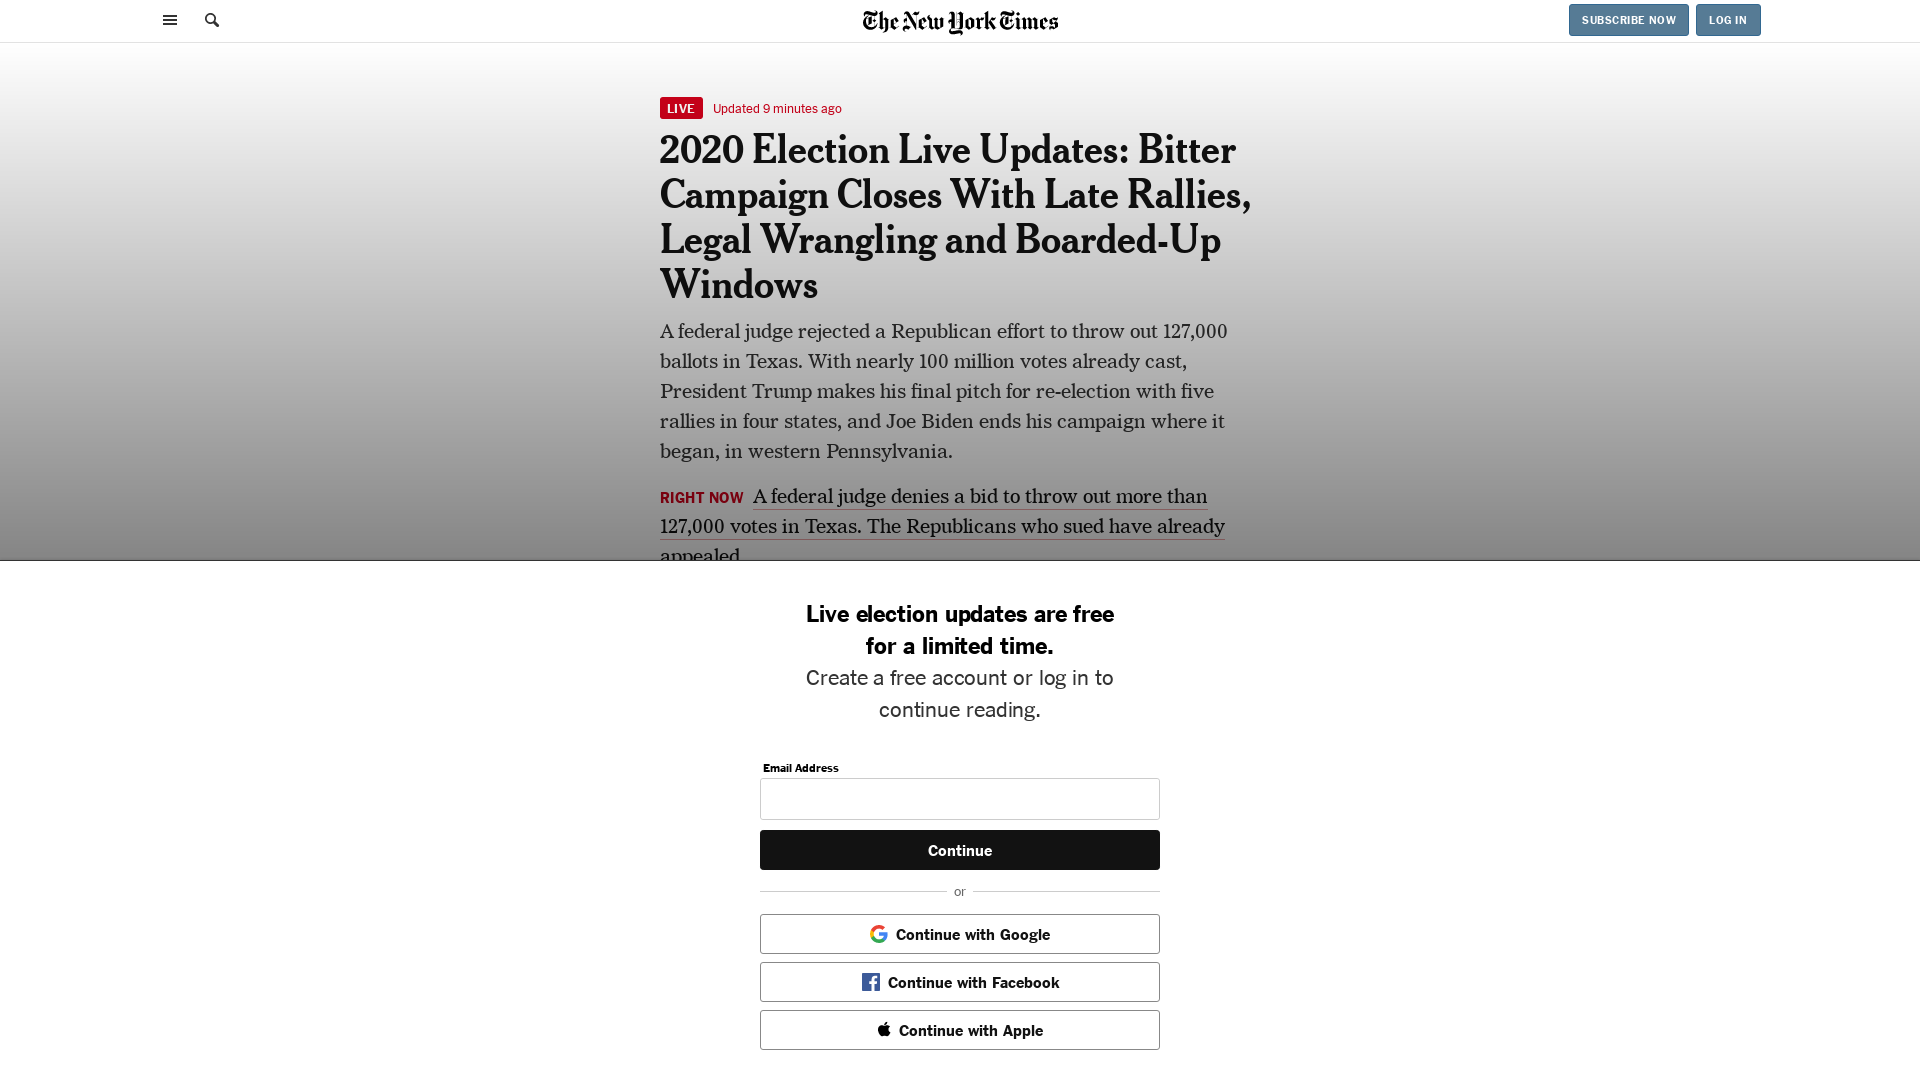 The New York Times
SUBSCRIBE NOW
LOG IN
LIVE
Updated 9 minutes ago
2020 Election Live Updates: Bitter
Campaign Closes With Late Rallies,
Legal Wrangling and Boarded-Up
Windows
A federal judge rejected a Republican effort to throw out 127,000
ballots in Texas. With nearly 100 million votes already cast,
President Trump makes his final pitch for re-election with five
rallies in four states, and Joe Biden ends his campaign where it
began, in western Pennsylvania.
RIGHT NOW A federal judge denies a bid to throw out more than
127,000 votes in Texas. The Republicans who sued have already
appealed.
Live election updates are free
for a limited time.
Create a free account or log in to
continue reading.
Email Address
Continue
or
Continue with Google
Continue with Facebook
Continue with Apple